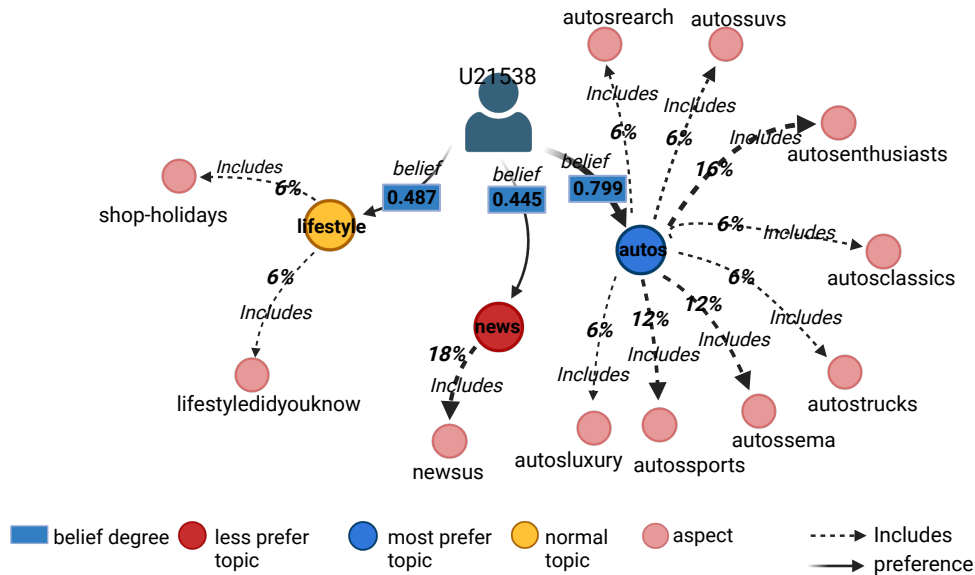 autosrearch
autossuvs
U21538
Includes
Includes
6%
6%
Includes
16%
autosenthusiasts
belief
belief
belief
0.487
0.445
0.799
Includes
6%
shop-holidays
lifestyle
autos
6%
Includes
autosclassics
6%
Includes
news
6%
Includes
autostrucks
18%
Includes
newsus
lifestyledidyouknow
6%
Includes
autosluxury
12%
Includes
autossports
12%
Includes
autossema
belief degree
less prefer
topic
most prefer
topic
normal
topic
aspect
Includes
preference